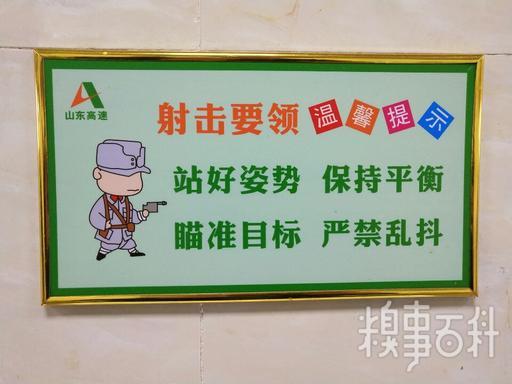 山东高速
射击要领 温馨提示
站好姿势 保持平衡
瞄准目标 严禁乱抖
糗事百科